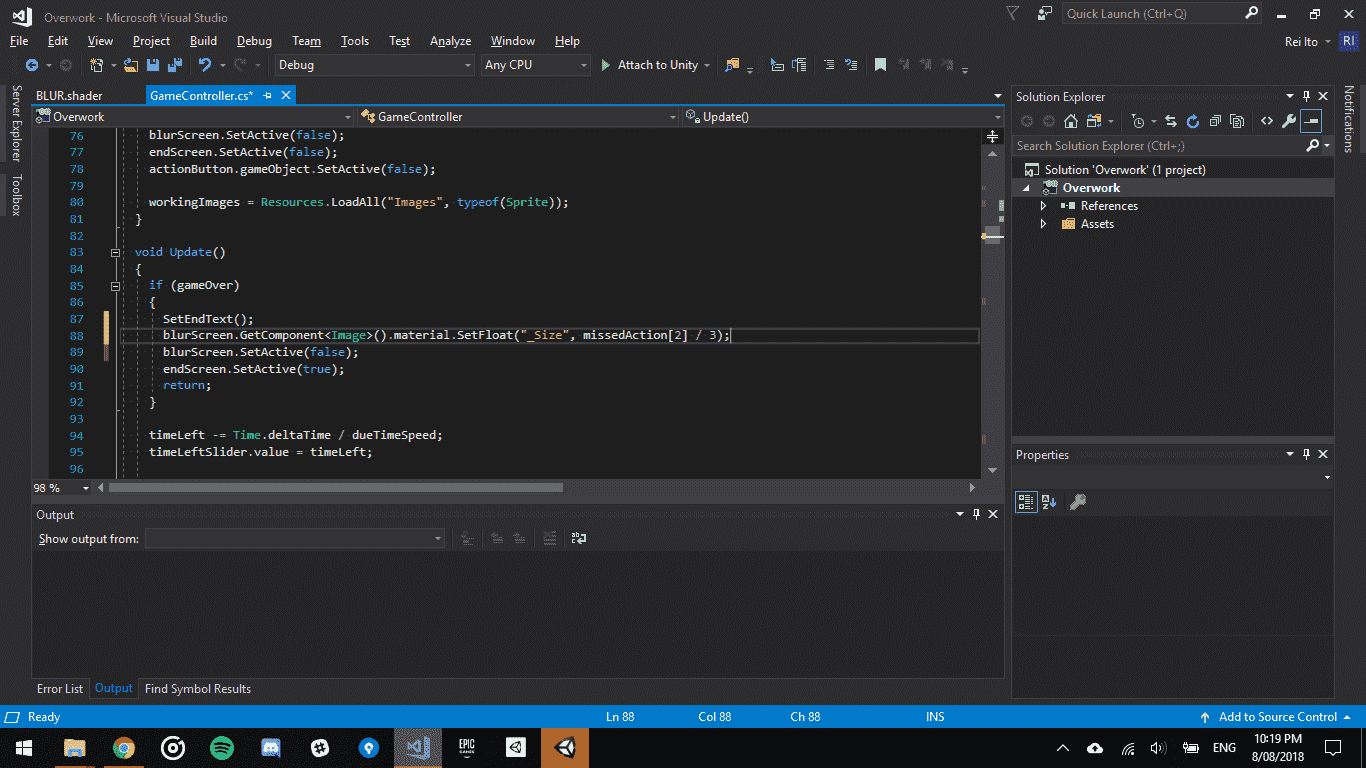 Overwork - Microsoft Visual Studio
Quick Launch (Ctrl+Q)
File Edit View Project Build Debug Team Tools Test Analyze Window Help
Rei Ito RI
Debug Any CPU Attach to Unity
Server Explorer
Toolbox
BLUR.shader GameController.cs*
Overwork GameController Update()
76 blurScreen.SetActive(false);
77 endScreen.SetActive(false);
78 actionButton.gameObject.SetActive(false);
79
80 workingImages = Resources.LoadAll("Images", typeof(Sprite));
81 }
82
83 void Update()
84 {
85 if (gameOver)
86 {
87 SetEndText();
88 blurScreen.GetComponent<Image>().material.SetFloat("_Size", missedAction[2] / 3);
89 blurScreen.SetActive(false);
90 endScreen.SetActive(true);
91 return;
92 }
93
94 timeLeft -= Time.deltaTime / dueTimeSpeed;
95 timeLeftSlider.value = timeLeft;
96
98 %
Output
Show output from:
Error List Output Find Symbol Results
Solution Explorer
Search Solution Explorer (Ctrl+;)
Solution 'Overwork' (1 project)
Overwork
References
Assets
Properties
Notifications
Ready Ln 88 Col 88 Ch 88 INS Add to Source Control
EPIC
GAMES
ENG
10:19 PM
8/08/2018